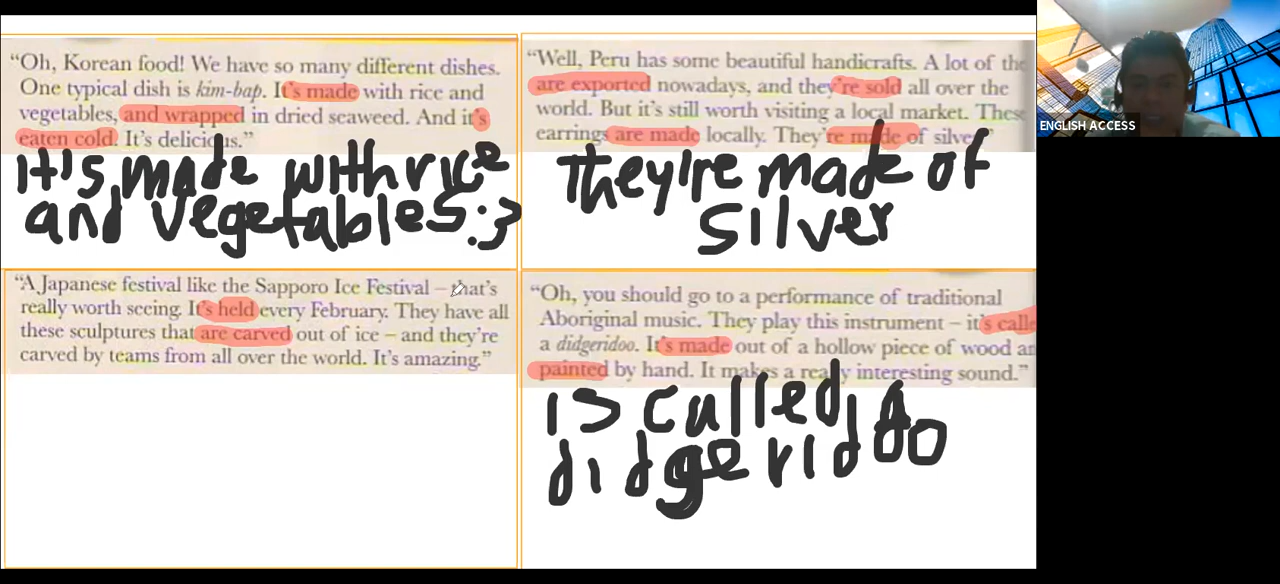 "Oh, Korean food! We have so many different dishes.
One typical dish is kim-bap. It's made with rice and
vegetables, and wrapped in dried seaweed. And it's
eaten cold. It's delicious."
It's made with rice
and vegetables. :3
"Well, Peru has some beautiful handicrafts. A lot of the
are exported nowadays, and they're sold all over the
world. But it's still worth visiting a local market. These
earrings are made locally. They're made of silver"
They're made of
silver
"A Japanese festival like the Sapporo Ice Festival – that's
really worth seeing. It's held every February. They have all
these sculptures that are carved out of ice – and they're
carved by teams from all over the world. It's amazing."
"Oh, you should go to a performance of traditional
Aboriginal music. They play this instrument – it's calle
a didgeridoo. It's made out of a hollow piece of wood an
painted by hand. It makes a really interesting sound."
is called, A
didgeridoo
ENGLISH ACCESS